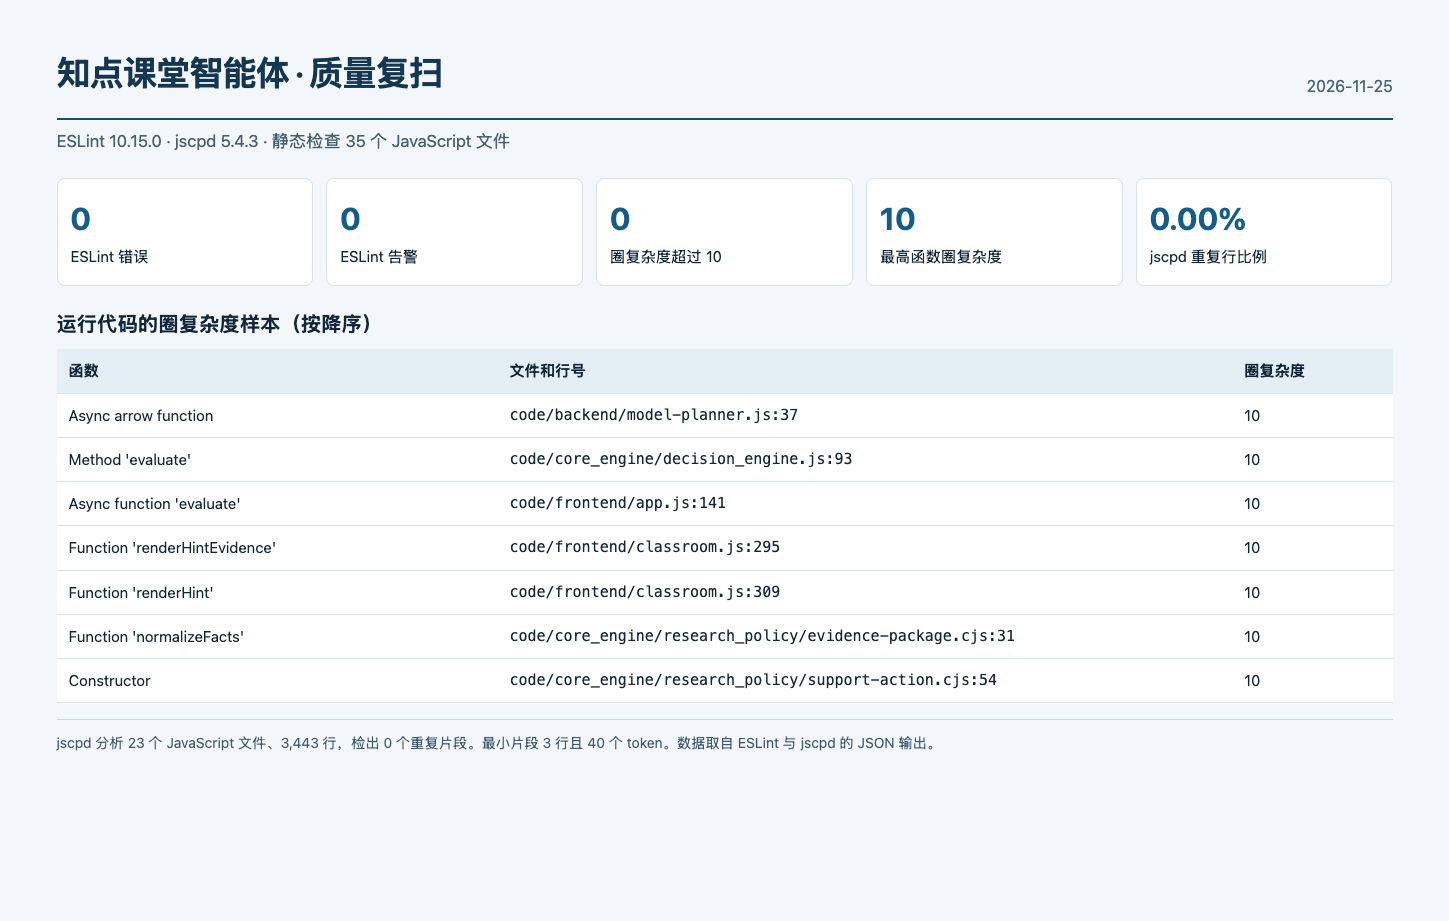 知点课堂智能体 · 质量复扫
2026-11-25
ESLint 10.15.0 · jscpd 5.4.3 · 静态检查 35 个 JavaScript 文件
0
ESLint 错误
0
ESLint 告警
0
圈复杂度超过 10
10
最高函数圈复杂度
0.00%
jscpd 重复行比例
运行代码的圈复杂度样本（按降序）
函数 文件和行号 圈复杂度
Async arrow function code/backend/model-planner.js:37 10
Method 'evaluate' code/core_engine/decision_engine.js:93 10
Async function 'evaluate' code/frontend/app.js:141 10
Function 'renderHintEvidence' code/frontend/classroom.js:295 10
Function 'renderHint' code/frontend/classroom.js:309 10
Function 'normalizeFacts' code/core_engine/research_policy/evidence-package.cjs:31 10
Constructor code/core_engine/research_policy/support-action.cjs:54 10
jscpd 分析 23 个 JavaScript 文件、3,443 行，检出 0 个重复片段。最小片段 3 行且 40 个 token。数据取自 ESLint 与 jscpd 的 JSON 输出。